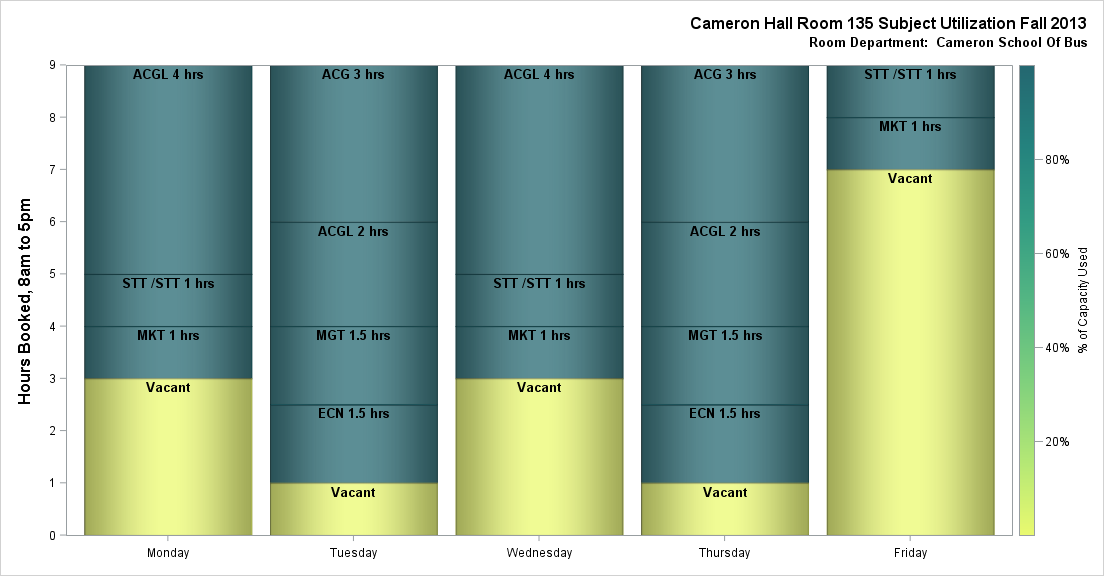 Cameron Hall Room 135 Subject Utilization Fall 2013
Room Department:  Cameron School Of Bus
Hours Booked, 8am to 5pm
9
8
7
6
5
4
3
2
1
0
ACGL 4 hrs
STT /STT 1 hrs
MKT 1 hrs
Vacant
Monday
ACG 3 hrs
ACGL 2 hrs
MGT 1.5 hrs
ECN 1.5 hrs
Vacant
Tuesday
ACGL 4 hrs
STT /STT 1 hrs
MKT 1 hrs
Vacant
Wednesday
ACG 3 hrs
ACGL 2 hrs
MGT 1.5 hrs
ECN 1.5 hrs
Vacant
Thursday
STT /STT 1 hrs
MKT 1 hrs
Vacant
Friday
80%
60%
40%
20%
% of Capacity Used